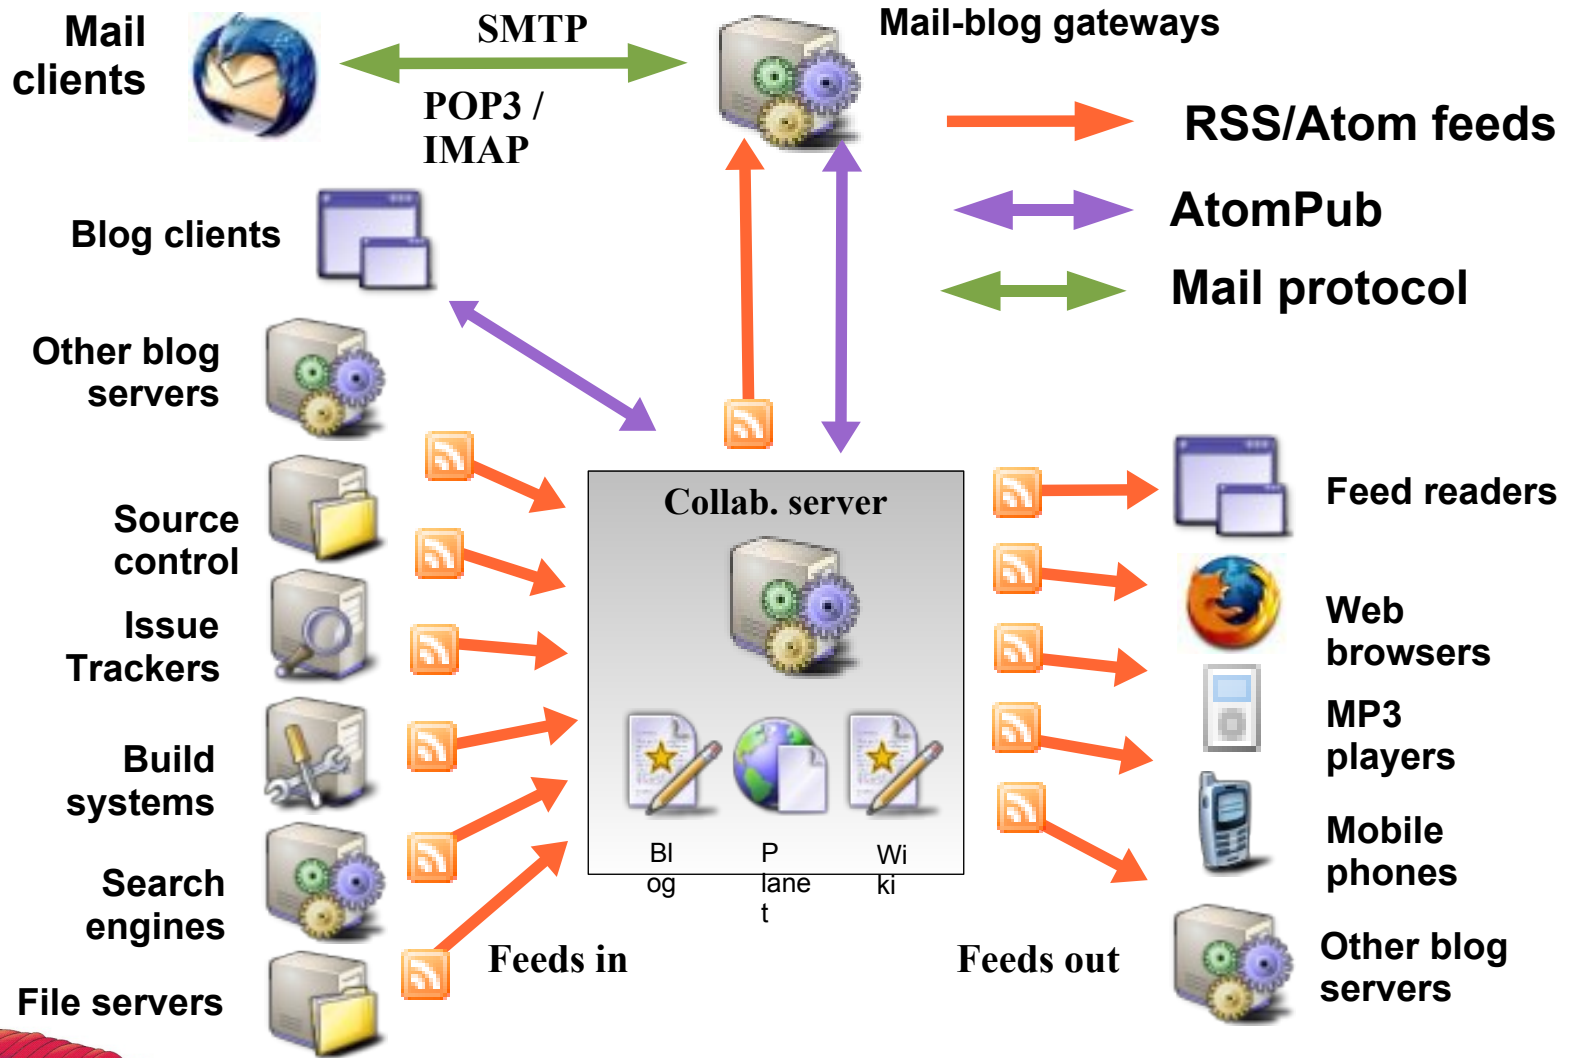 Mail
clients
SMTP
POP3 /
IMAP
Mail-blog gateways
RSS/Atom feeds
AtomPub
Mail protocol
Blog clients
Other blog
servers
Source
control
Issue
Trackers
Build
systems
Search
engines
File servers
Feeds in
Collab. server
Bl
og
P
lane
t
Wi
ki
Feeds out
Feed readers
Web
browsers
MP3
players
Mobile
phones
Other blog
servers